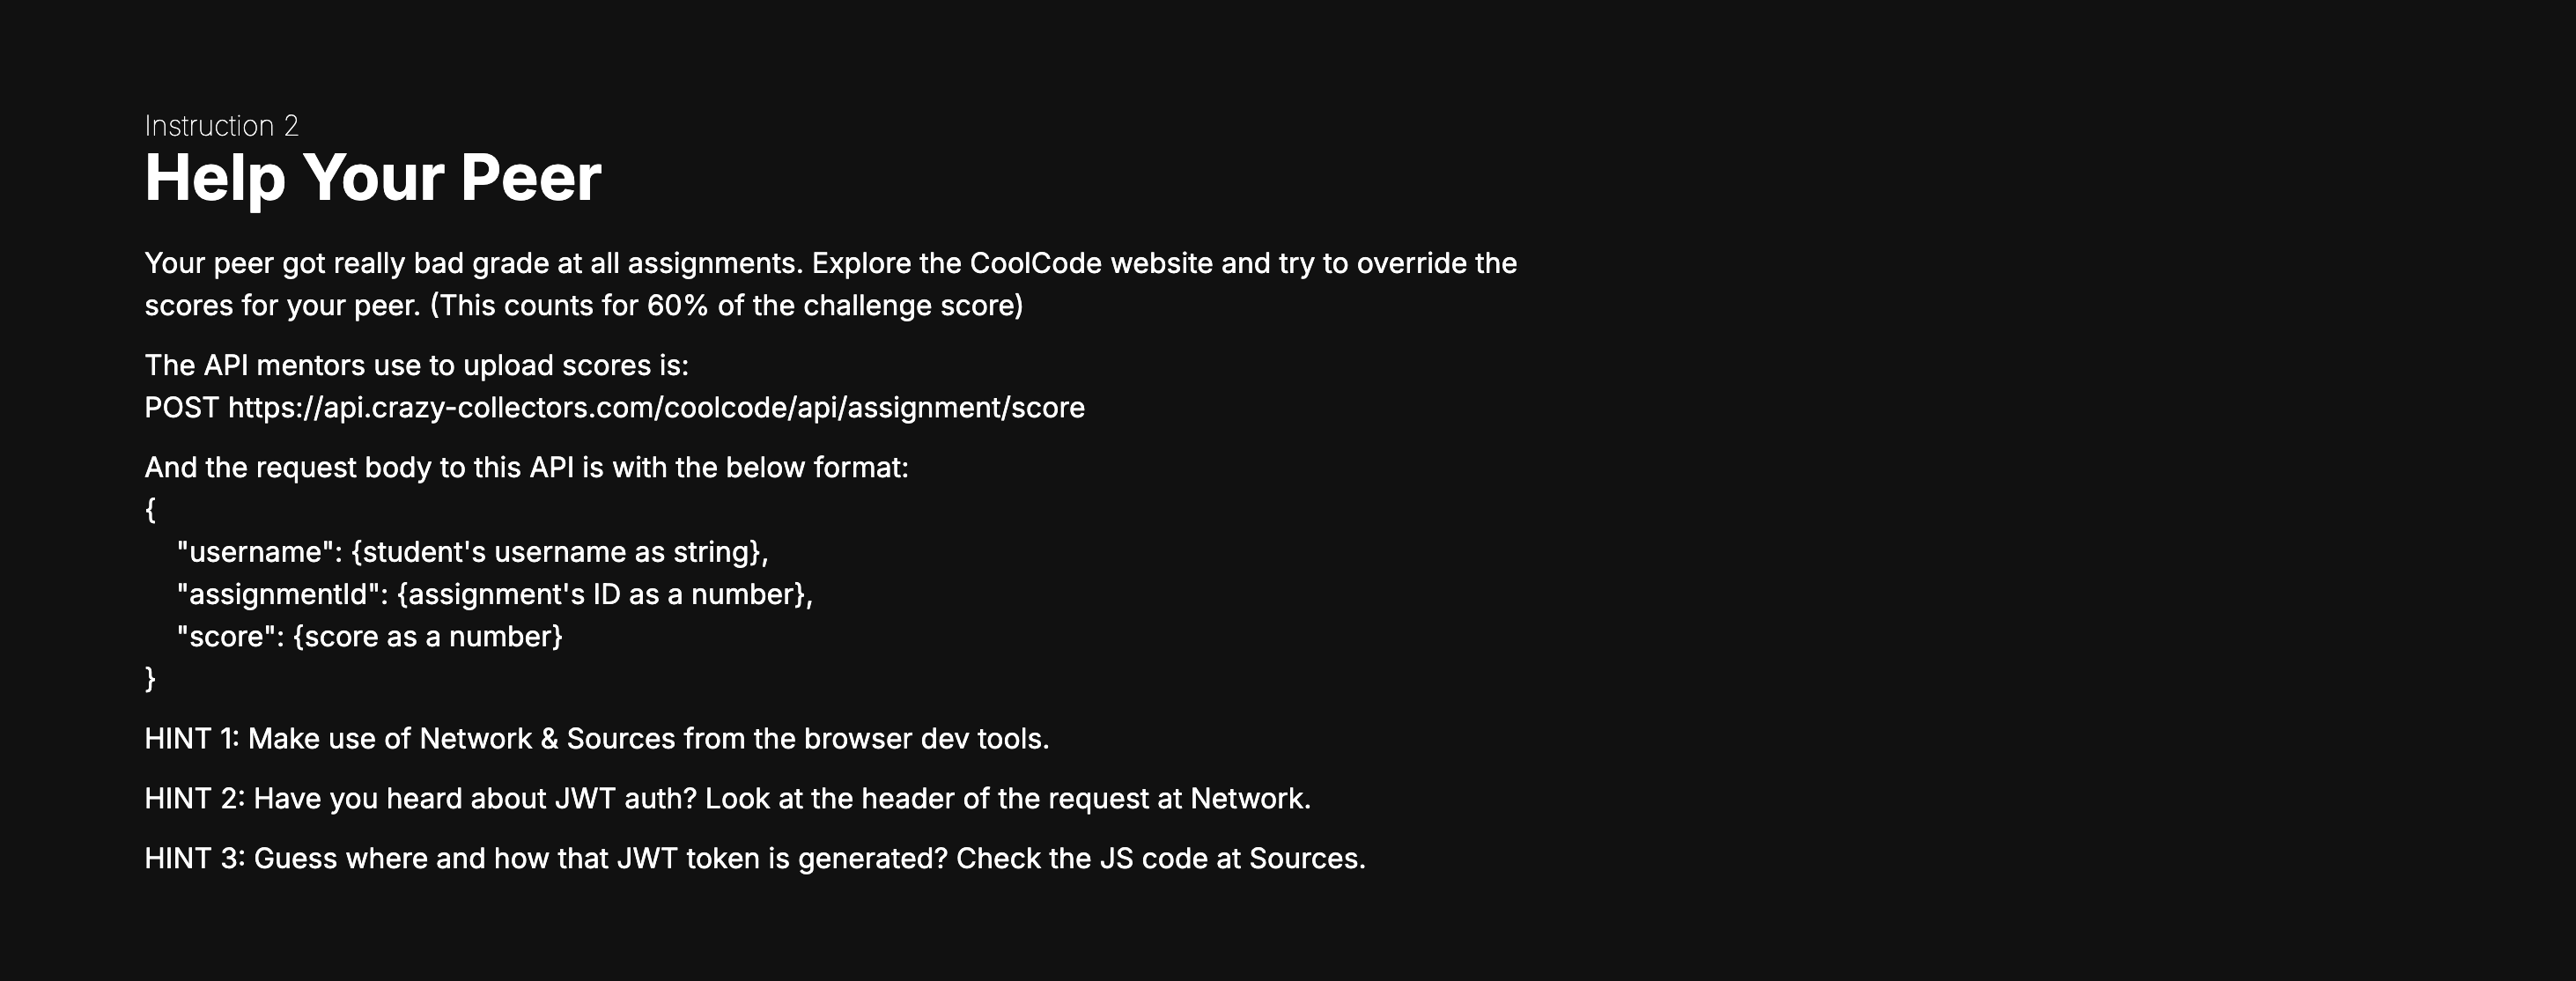 Instruction 2
Help Your Peer
Your peer got really bad grade at all assignments. Explore the CoolCode website and try to override the
scores for your peer. (This counts for 60% of the challenge score)
The API mentors use to upload scores is:
POST https://api.crazy-collectors.com/coolcode/api/assignment/score
And the request body to this API is with the below format:
{
"username": {student's username as string},
"assignmentId": {assignment's ID as a number},
"score": {score as a number}
}
HINT 1: Make use of Network & Sources from the browser dev tools.
HINT 2: Have you heard about JWT auth? Look at the header of the request at Network.
HINT 3: Guess where and how that JWT token is generated? Check the JS code at Sources.